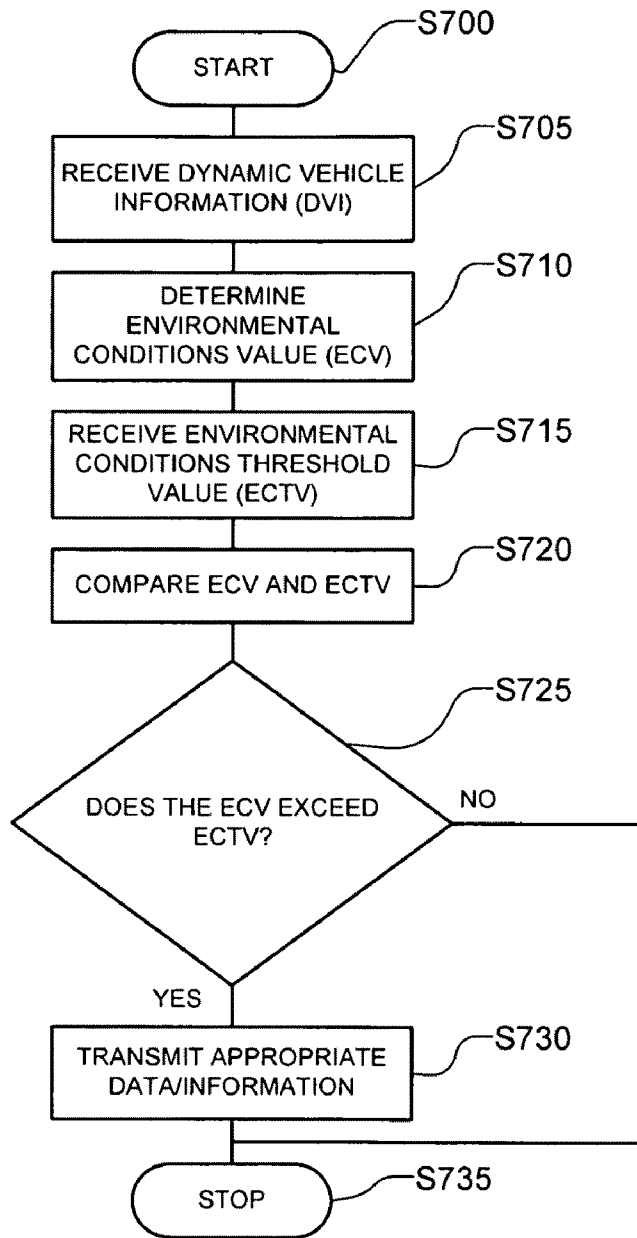 S700
START
S705
RECEIVE DYNAMIC VEHICLE
INFORMATION (DVI)
S710
DETERMINE
ENVIRONMENTAL
CONDITIONS VALUE (ECV)
S715
RECEIVE ENVIRONMENTAL
CONDITIONS THRESHOLD
VALUE (ECTV)
S720
COMPARE ECV AND ECTV
S725
DOES THE ECV EXCEED
ECTV?
NO
YES
S730
TRANSMIT APPROPRIATE
DATA/INFORMATION
S735
STOP